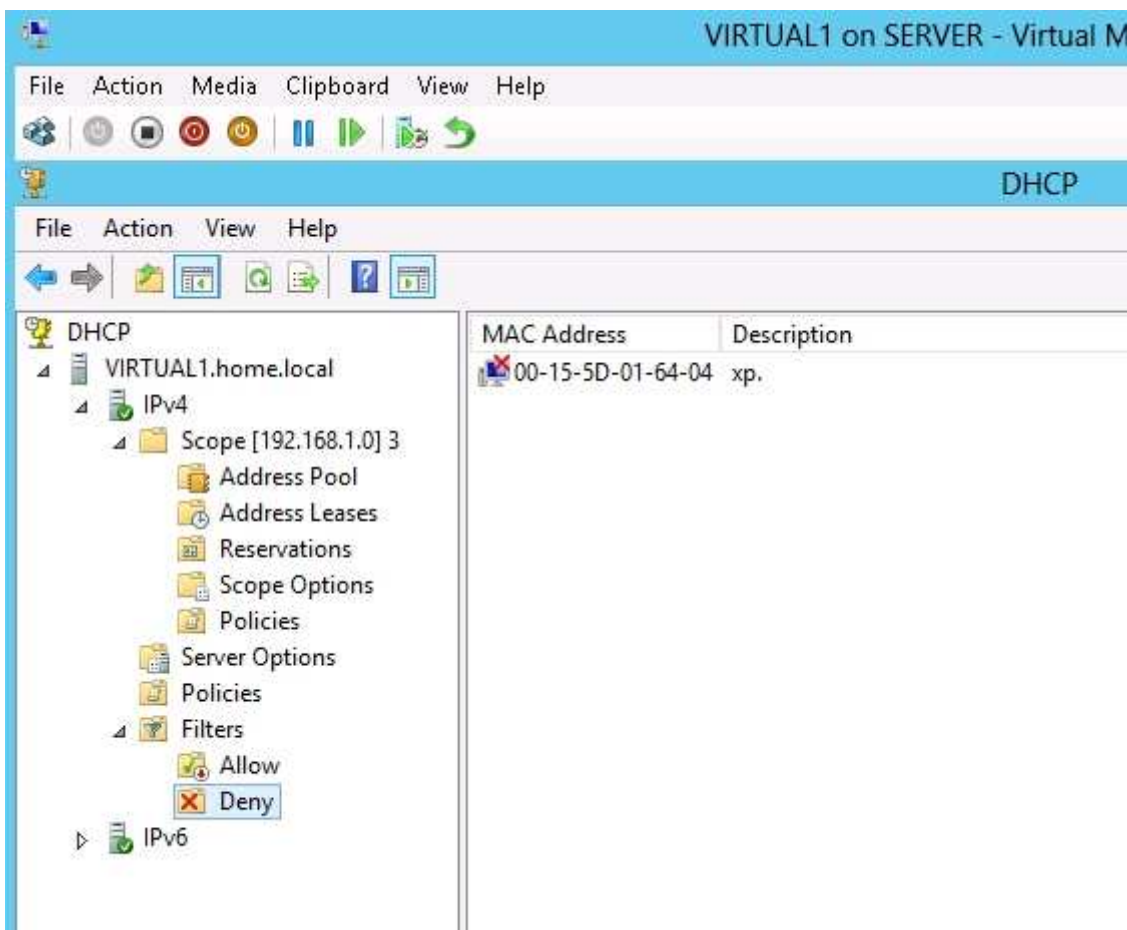 VIRTUAL1 on SERVER - Virtual M
File Action Media Clipboard View Help
DHCP
File Action View Help
DHCP
VIRTUAL1.home.local
IPv4
Scope [192.168.1.0] 3
Address Pool
Address Leases
Reservations
Scope Options
Policies
Server Options
Policies
Filters
Allow
Deny
IPv6
MAC Address Description
00-15-5D-01-64-04 xp.